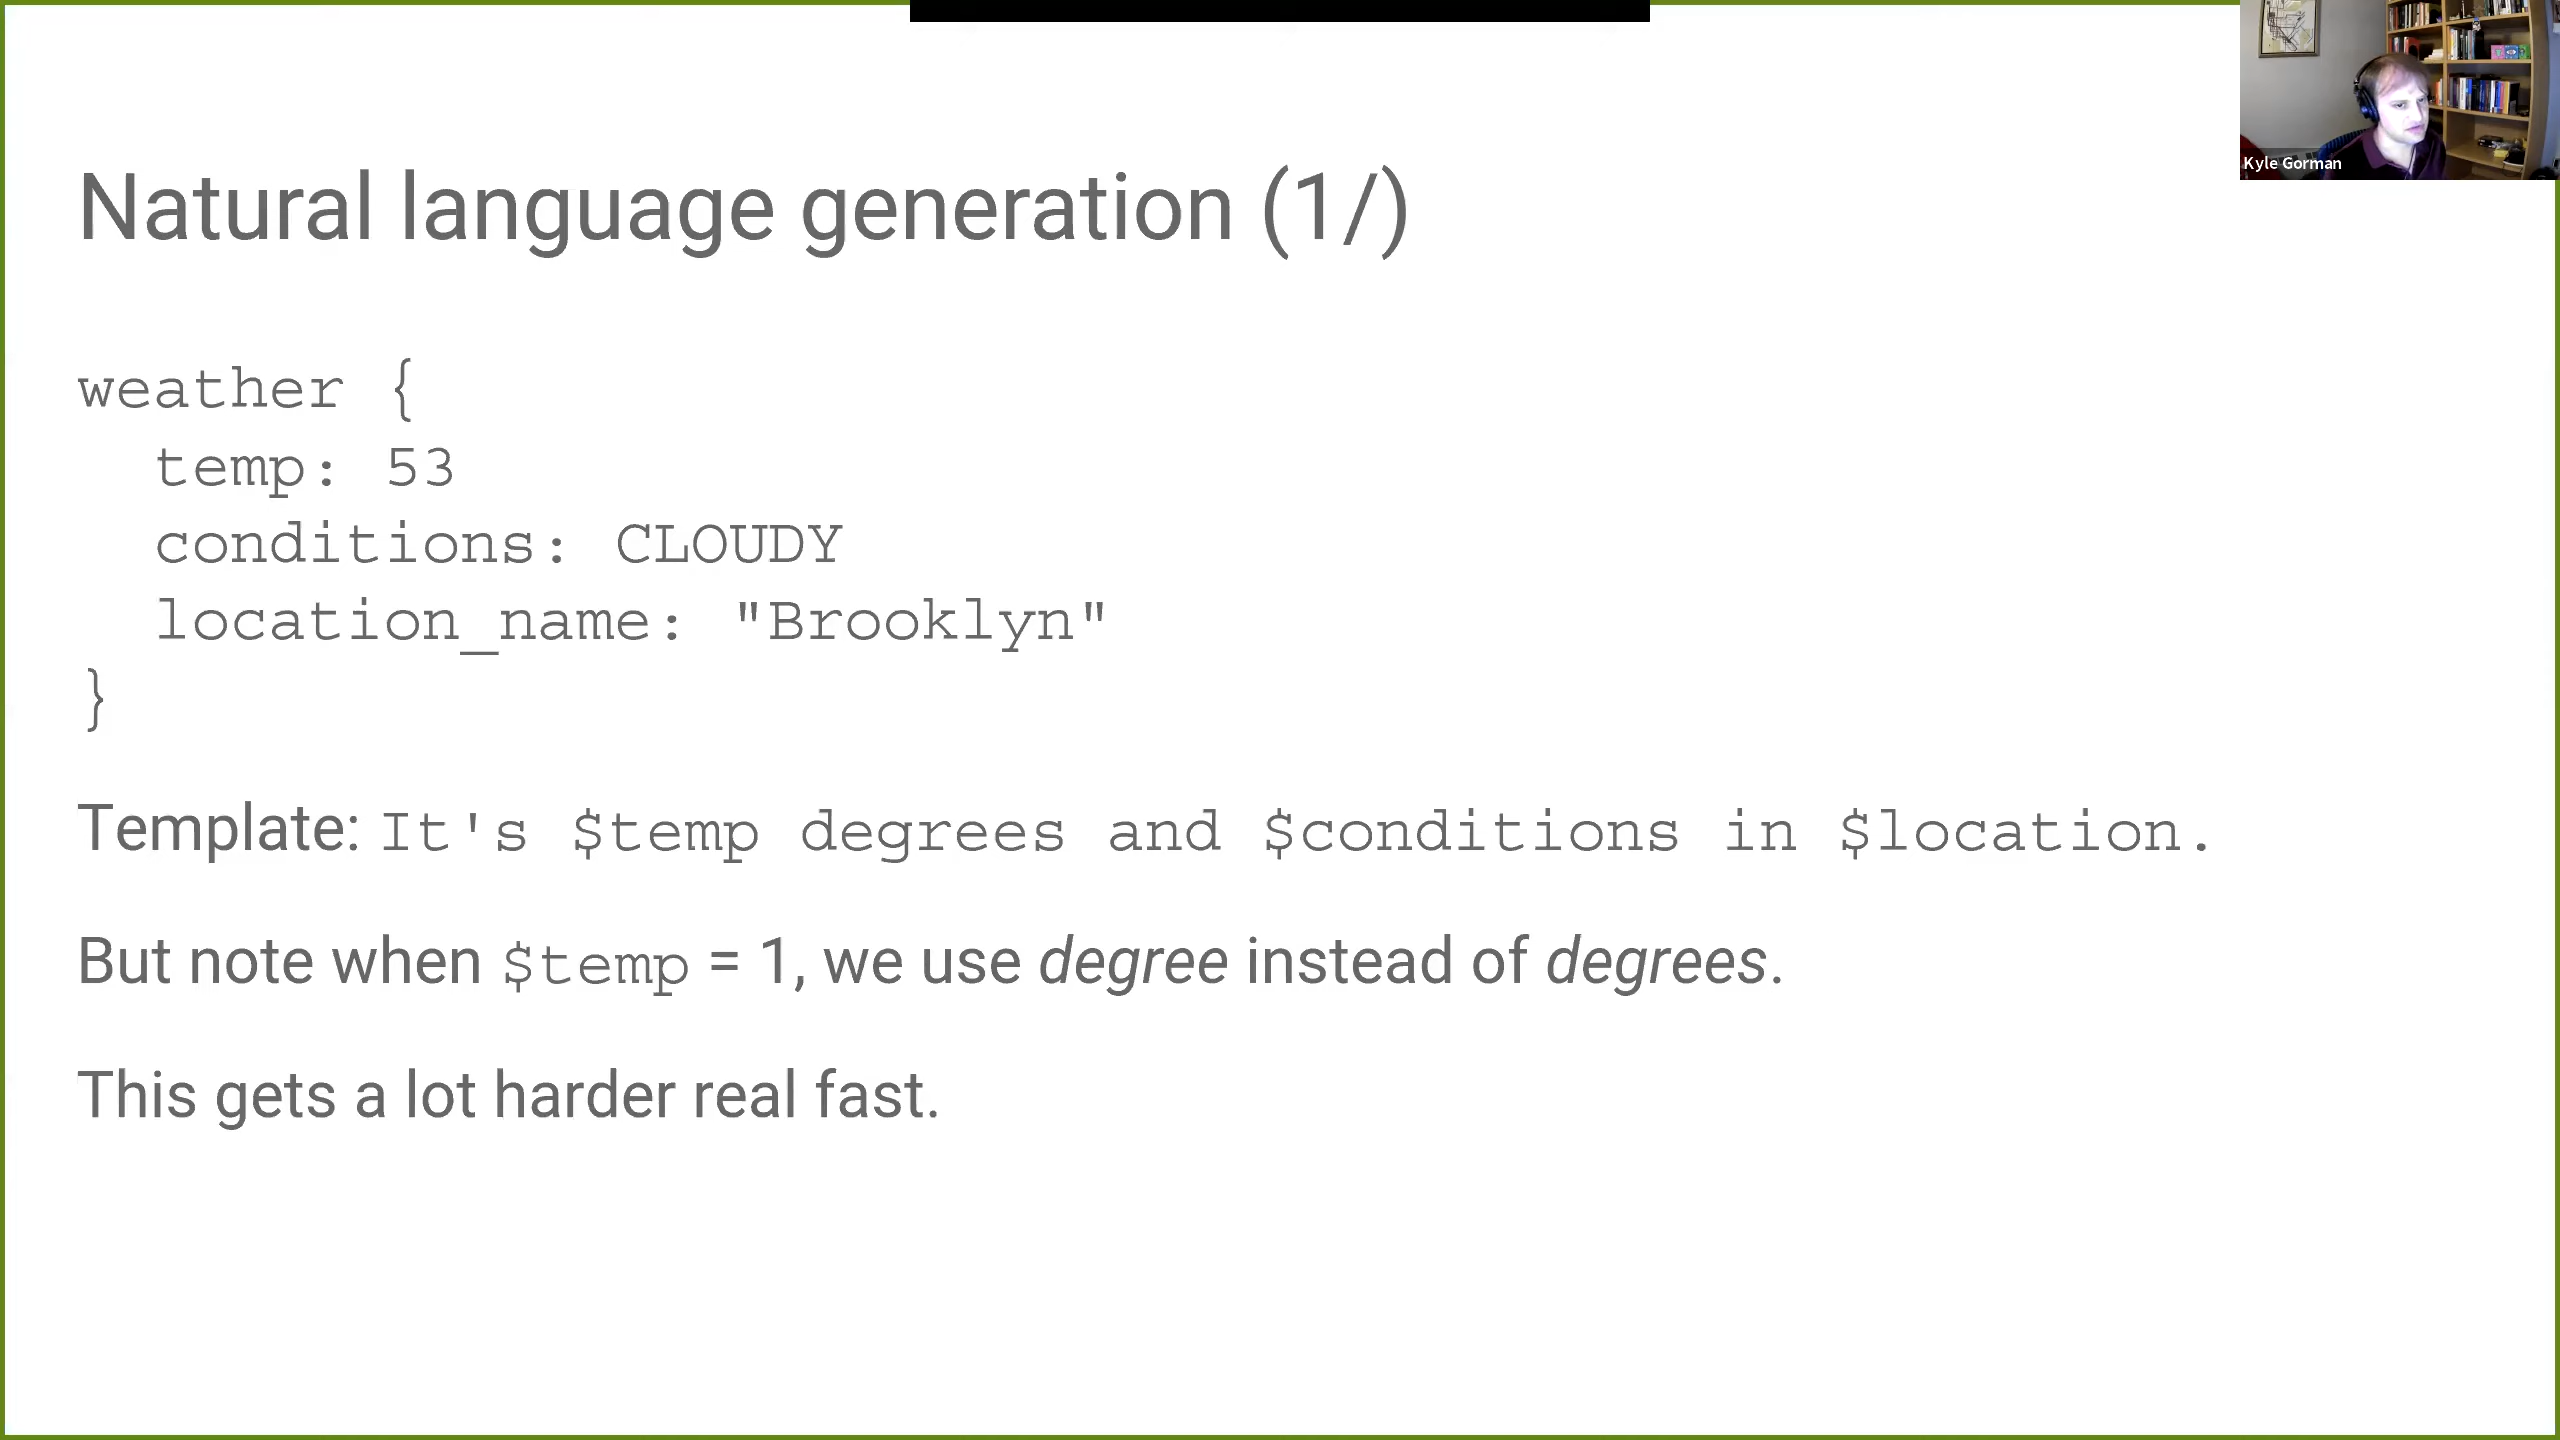 Natural language generation (1/)
weather {
temp: 53
conditions: CLOUDY
location_name: "Brooklyn"
}
Template: It's $temp degrees and $conditions in $location.
But note when $temp = 1, we use degree instead of degrees.
This gets a lot harder real fast.
Kyle Gorman